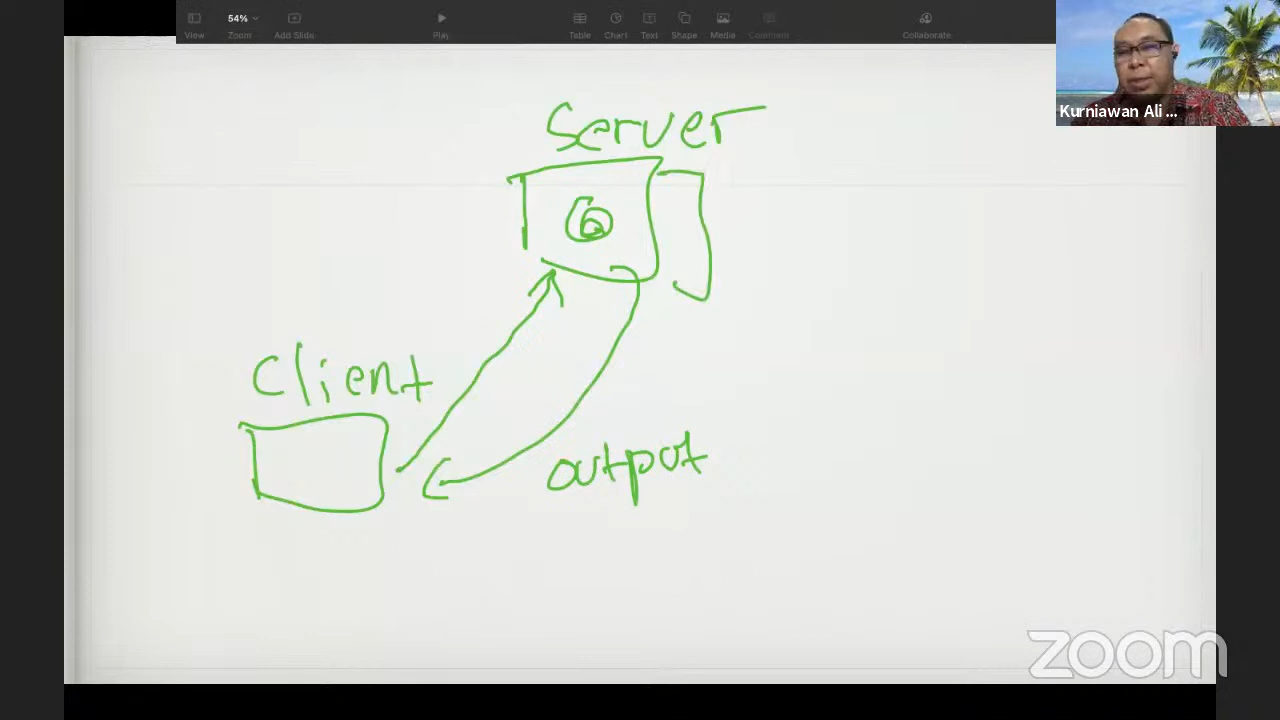 54%
View
Zoom
Add Slide
Play
Table
Chart
Text
Shape
Media
Comment
Collaborate
Kurniawan Ali ...
Server
Client
output
zoom